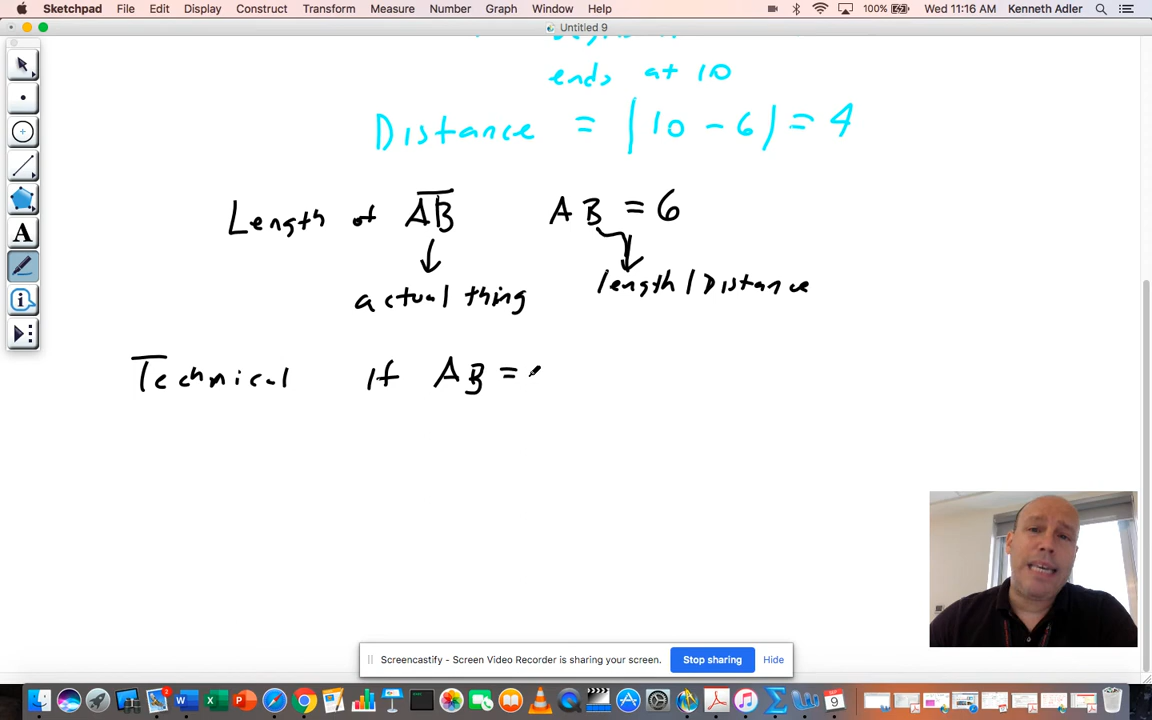 Sketchpad File Edit Display Construct Transform Measure Number Graph Window Help 100% Wed 11:16 AM Kenneth Adler
Untitled 9
ends at 10
Distance = |10 - 6| = 4
Length of A̅B̅ AB = 6
actual thing length / Distance
Technical If AB =
Screencastify - Screen Video Recorder is sharing your screen. Stop sharing Hide